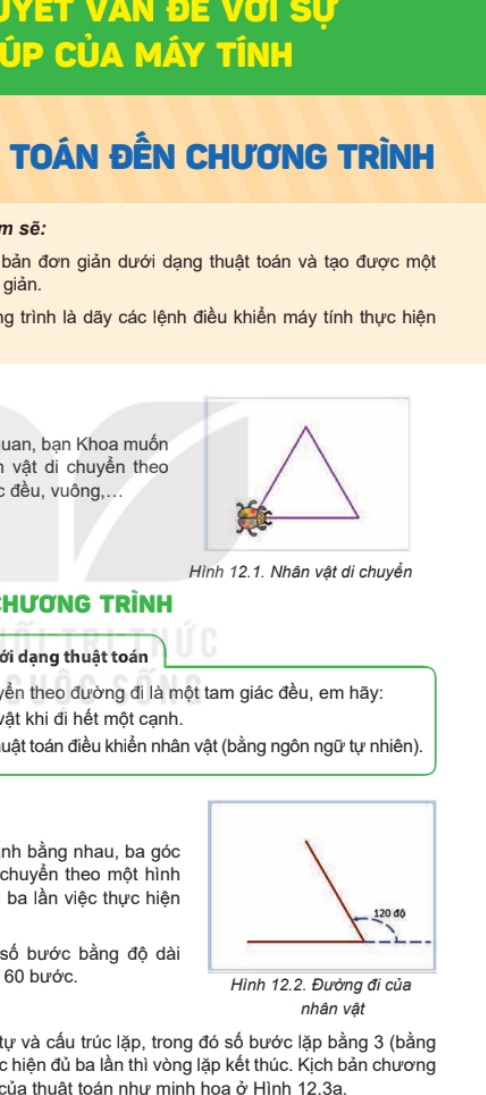 VẤN ĐỀ VỚI SỰ
ÚP CỦA MÁY TÍNH
TOÁN ĐẾN CHƯƠNG TRÌNH
m sẽ:
bản đơn giản dưới dạng thuật toán và tạo được một
giản.
ng trình là dãy các lệnh điều khiển máy tính thực hiện
quan, bạn Khoa muốn
n vật di chuyển theo
c đều, vuông,...
Hình 12.1. Nhân vật di chuyển
CHƯƠNG TRÌNH
ỐI TRI THỨC
CUỘC SỐNG
ới dạng thuật toán
yển theo đường đi là một tam giác đều, em hãy:
vật khi đi hết một cạnh.
uật toán điều khiển nhân vật (bằng ngôn ngữ tự nhiên).
nh bằng nhau, ba góc
chuyển theo một hình
ba lần việc thực hiện
số bước bằng độ dài
60 bước.
120 độ
Hình 12.2. Đường đi của
nhân vật
tự và cấu trúc lặp, trong đó số bước lặp bằng 3 (bằng
c hiện đủ ba lần thì vòng lặp kết thúc. Kịch bản chương
của thuật toán như minh họa ở Hình 12.3a.